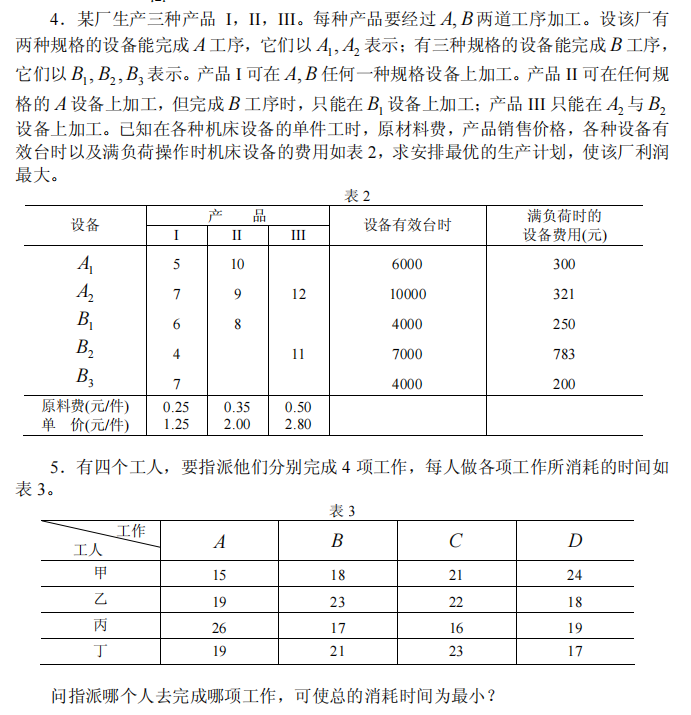 4．某厂生产三种产品 I，II，III。每种产品要经过 A, B 两道工序加工。设该厂有
两种规格的设备能完成 A 工序，它们以 A₁, A₂ 表示；有三种规格的设备能完成 B 工序，
它们以 B₁, B₂, B₃ 表示。产品 I 可在 A, B 任何一种规格设备上加工。产品 II 可在任何规
格的 A 设备上加工，但完成 B 工序时，只能在 B₁ 设备上加工；产品 III 只能在 A₂ 与 B₂
设备上加工。已知在各种机床设备的单件工时，原材料费，产品销售价格，各种设备有
效台时以及满负荷操作时机床设备的费用如表 2，求安排最优的生产计划，使该厂利润
最大。
表 2
设备 产 品 设备有效台时 满负荷时的
设备费用(元)
I II III
A₁ 5 10 6000 300
A₂ 7 9 12 10000 321
B₁ 6 8 4000 250
B₂ 4 11 7000 783
B₃ 7 4000 200
原料费(元/件) 0.25 0.35 0.50
单 价(元/件) 1.25 2.00 2.80
5．有四个工人，要指派他们分别完成 4 项工作，每人做各项工作所消耗的时间如
表 3。
表 3
工作
工人 A B C D
甲 15 18 21 24
乙 19 23 22 18
丙 26 17 16 19
丁 19 21 23 17
问指派哪个人去完成哪项工作，可使总的消耗时间为最小？